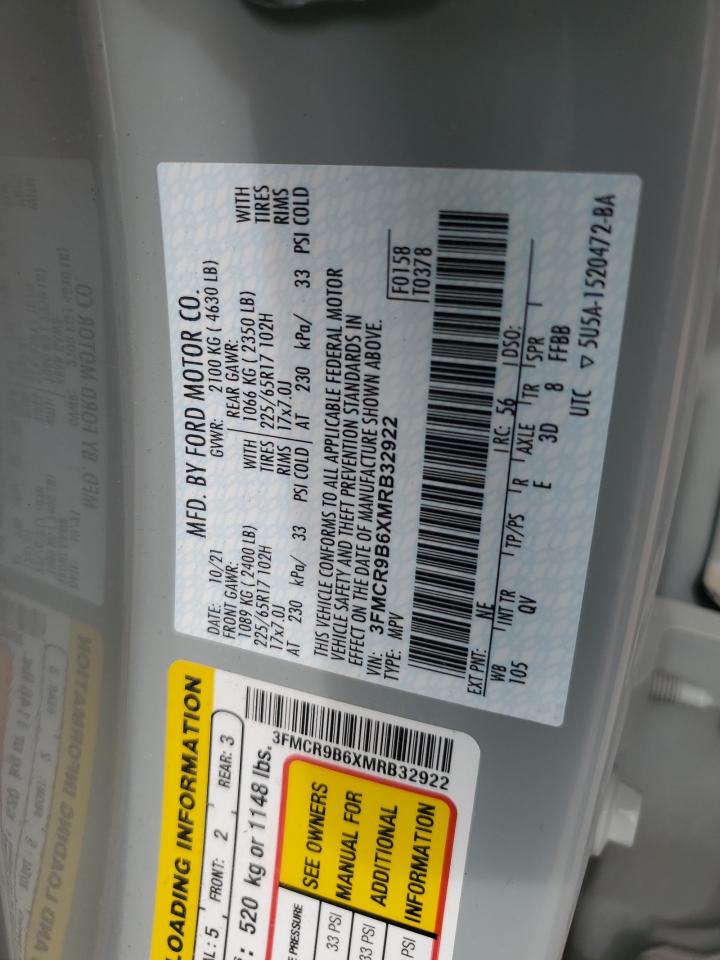 MFD. BY FORD MOTOR CO.
DATE: 10/21 GVWR: 2100 KG ( 4630 LB)
FRONT GAWR: REAR GAWR:
1089 KG ( 2400 LB) WITH 1066 KG ( 2350 LB) WITH
225/65R17 102H TIRES 225/65R17 102H TIRES
17x7.0J RIMS 17x7.0J RIMS
AT 230 kPa/ 33 PSI COLD AT 230 kPa/ 33 PSI COLD
THIS VEHICLE CONFORMS TO ALL APPLICABLE FEDERAL MOTOR
VEHICLE SAFETY AND THEFT PREVENTION STANDARDS IN
EFFECT ON THE DATE OF MANUFACTURE SHOWN ABOVE.
VIN: 3FMCR9B6XMRB32922
TYPE: MPV
F0158
T0378
EXT PNT: NE RC: 56 DSO:
WB INT TR TP/PS R AXLE TR SPR
105 QV E 3D 8 FFBB
UTC ▽ 5U5A-1520472-BA
LOADING INFORMATION
AL: 5 FRONT: 2 REAR: 3
: 520 kg or 1148 lbs.
3FMCR9B6XMRB32922
E PRESSURE
33 PSI
33 PSI
PSI
SEE OWNERS
MANUAL FOR
ADDITIONAL
INFORMATION